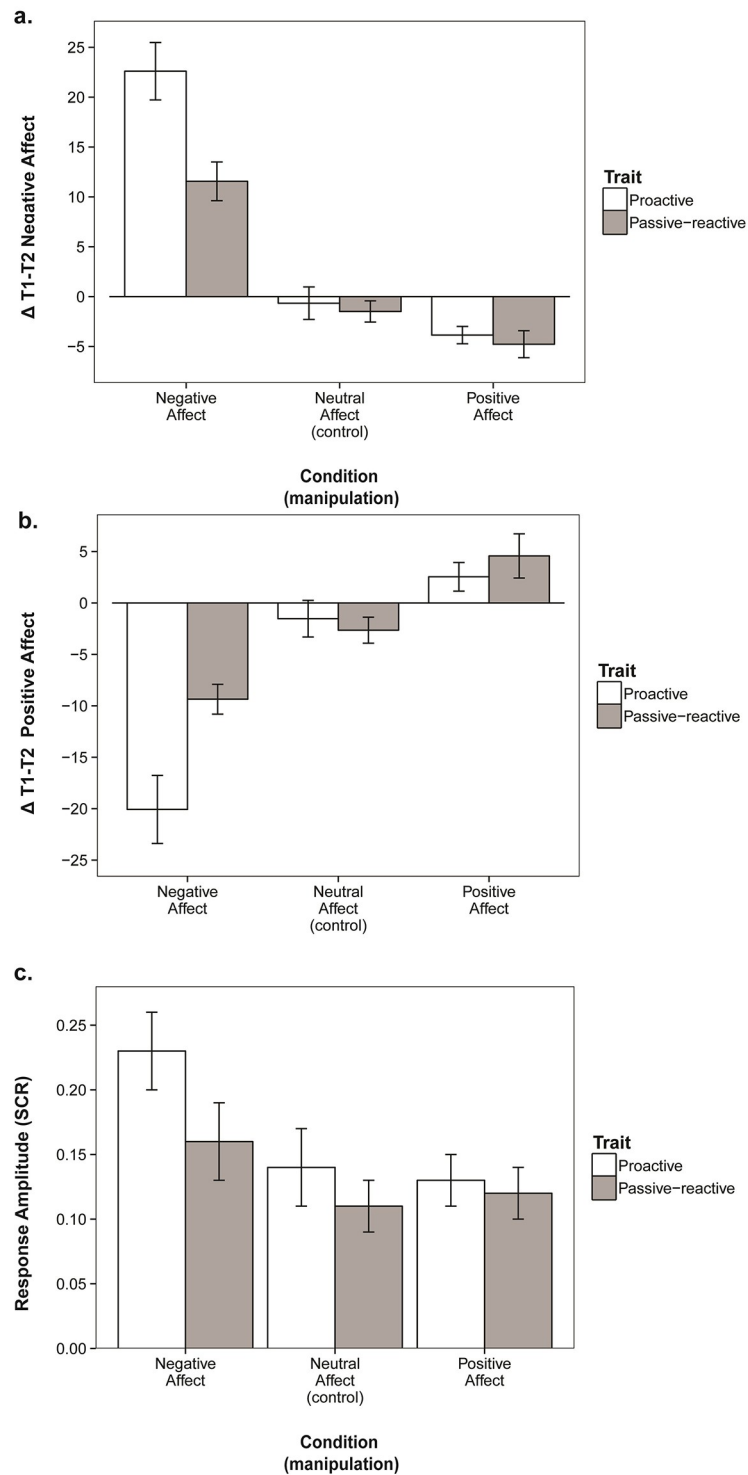 a.
Δ T1-T2 Negative Affect
25
20
15
10
5
0
−5
Negative
Affect
Neutral
Affect
(control)
Positive
Affect
Condition
(manipulation)
Trait
Proactive
Passive−reactive
b.
Δ T1-T2 Positive Affect
5
0
−5
−10
−15
−20
−25
Negative
Affect
Neutral
Affect
(control)
Positive
Affect
Trait
Proactive
Passive−reactive
c.
Response Amplitude (SCR)
0.25
0.20
0.15
0.10
0.05
0.00
Negative
Affect
Neutral
Affect
(control)
Positive
Affect
Condition
(manipulation)
Trait
Proactive
Passive−reactive